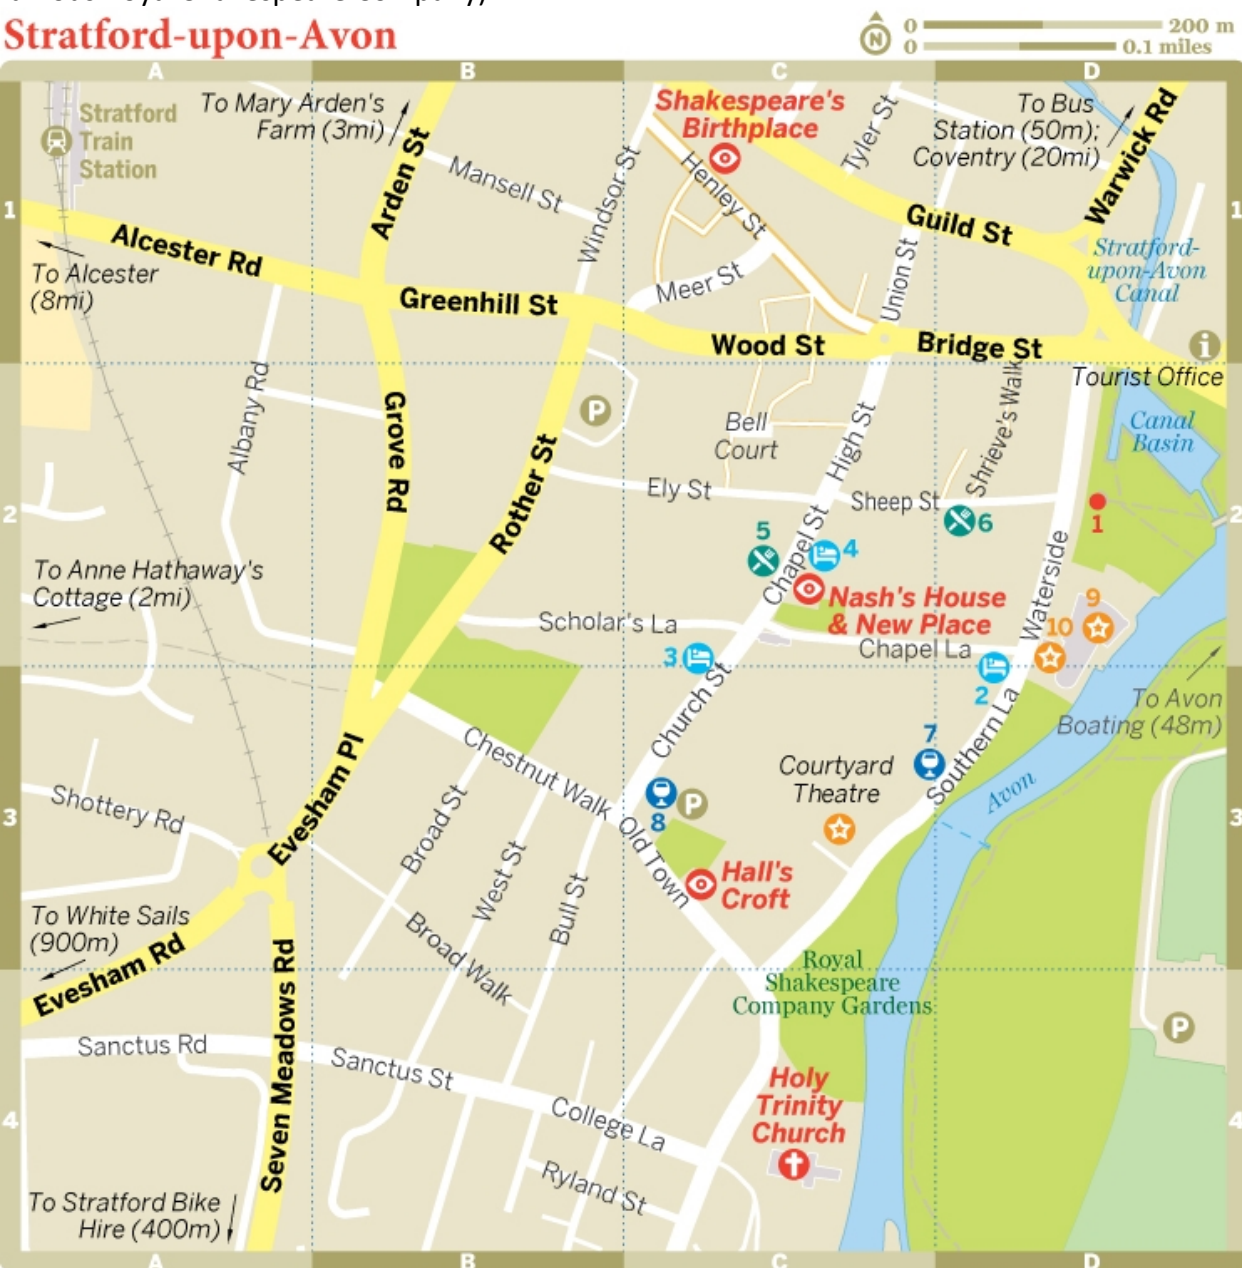 Stratford-upon-Avon
N
0 200 m
0 0.1 miles
A B C D
Stratford
Train
Station
To Mary Arden's
Farm (3mi)
Arden St
Mansell St
Windsor St
Shakespeare's
Birthplace
Henley St
Tyler St
To Bus
Station (50m);
Coventry (20mi)
Warwick Rd
1 1
Alcester Rd
To Alcester
(8mi)
Greenhill St
Meer St
Guild St
Union St
Stratford-
upon-Avon
Canal
Wood St
Bridge St
i
Tourist Office
Albany Rd
Grove Rd
P
Rother St
Bell
Court
High St
Shrieve's Walk
Canal
Basin
Ely St
Sheep St
2 2
5
6
1
Chapel St
4
Waterside
To Anne Hathaway's
Cottage (2mi)
Nash's House
& New Place
9
10
Scholar's La
Chapel La
3
2
Church St
Southern La
To Avon
Boating (48m)
Chestnut Walk
Evesham Pl
7
Courtyard
Theatre
Avon
Shottery Rd
Broad St
8
P
3 3
Old Town
West St
Bull St
Hall's
Croft
To White Sails
(900m)
Evesham Rd
Broad Walk
Royal
Shakespeare
Company Gardens
Seven Meadows Rd
P
Sanctus Rd
Sanctus St
College La
Holy
Trinity
Church
4 4
Ryland St
To Stratford Bike
Hire (400m)
A B C D